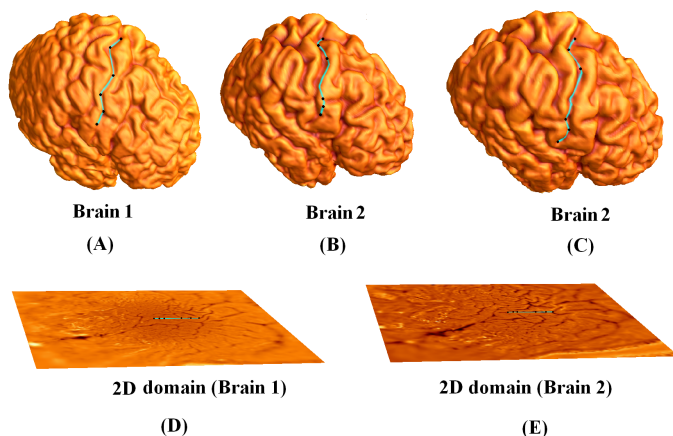 Brain 1
Brain 2
Brain 2
(A)
(B)
(C)
2D domain (Brain 1)
2D domain (Brain 2)
(D)
(E)